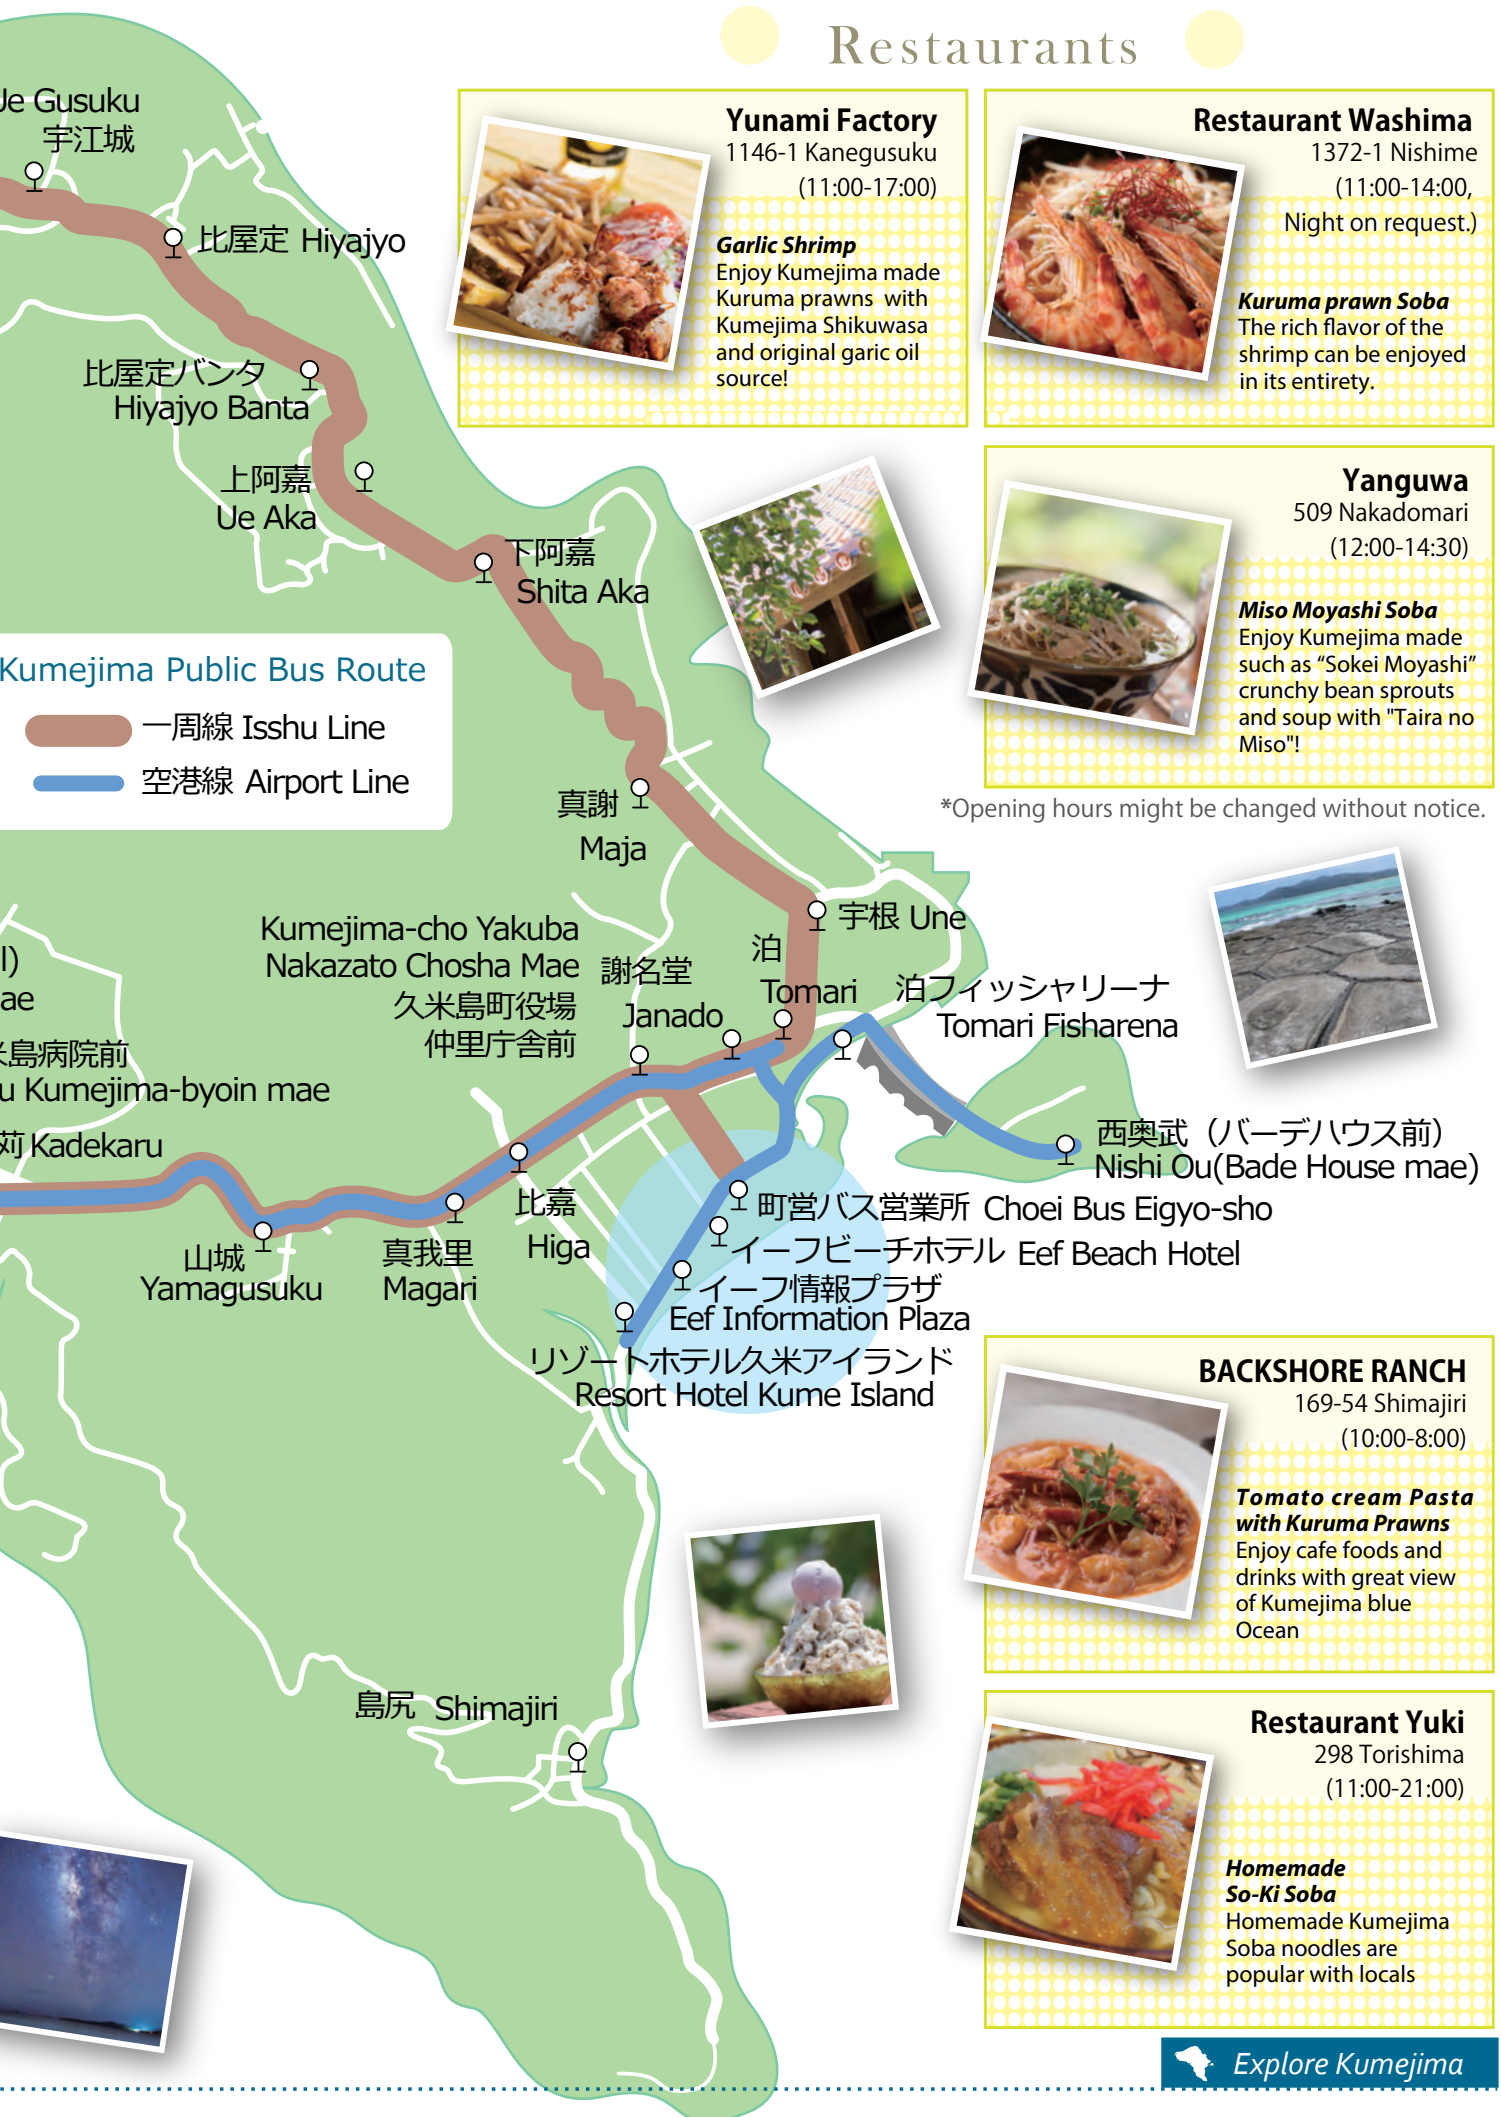 Restaurants
Yunami Factory
1146-1 Kanegusuku
(11:00-17:00)
Garlic Shrimp
Enjoy Kumejima made
Kuruma prawns with
Kumejima Shikuwasa
and original garic oil
source!
Restaurant Washima
1372-1 Nishime
(11:00-14:00,
Night on request.)
Kuruma prawn Soba
The rich flavor of the
shrimp can be enjoyed
in its entirety.
Yanguwa
509 Nakadomari
(12:00-14:30)
Miso Moyashi Soba
Enjoy Kumejima made
such as “Sokei Moyashi”
crunchy bean sprouts
and soup with "Taira no
Miso"!
*Opening hours might be changed without notice.
Gusuku
宇江城
比屋定 Hiyajyo
比屋定バンタ
Hiyajyo Banta
上阿嘉
Ue Aka
下阿嘉
Shita Aka
Kumejima Public Bus Route
一周線 Isshu Line
空港線 Airport Line
真謝
Maja
宇根 Une
泊
Tomari
泊フィッシャリーナ
Tomari Fisharena
Kumejima-cho Yakuba
Nakazato Chosha Mae
久米島町役場
仲里庁舎前
謝名堂
Janado
ae
島病院前
u Kumejima-byoin mae
苅 Kadekaru
西奥武（バーデハウス前）
Nishi Ou(Bade House mae)
山城
Yamagusuku
真我里
Magari
比嘉
Higa
町営バス営業所 Choei Bus Eigyo-sho
イーフビーチホテル Eef Beach Hotel
イーフ情報プラザ
Eef Information Plaza
リゾートホテル久米アイランド
Resort Hotel Kume Island
島尻 Shimajiri
BACKSHORE RANCH
169-54 Shimajiri
(10:00-8:00)
Tomato cream Pasta
with Kuruma Prawns
Enjoy cafe foods and
drinks with great view
of Kumejima blue
Ocean
Restaurant Yuki
298 Torishima
(11:00-21:00)
Homemade
So-Ki Soba
Homemade Kumejima
Soba noodles are
popular with locals
Explore Kumejima